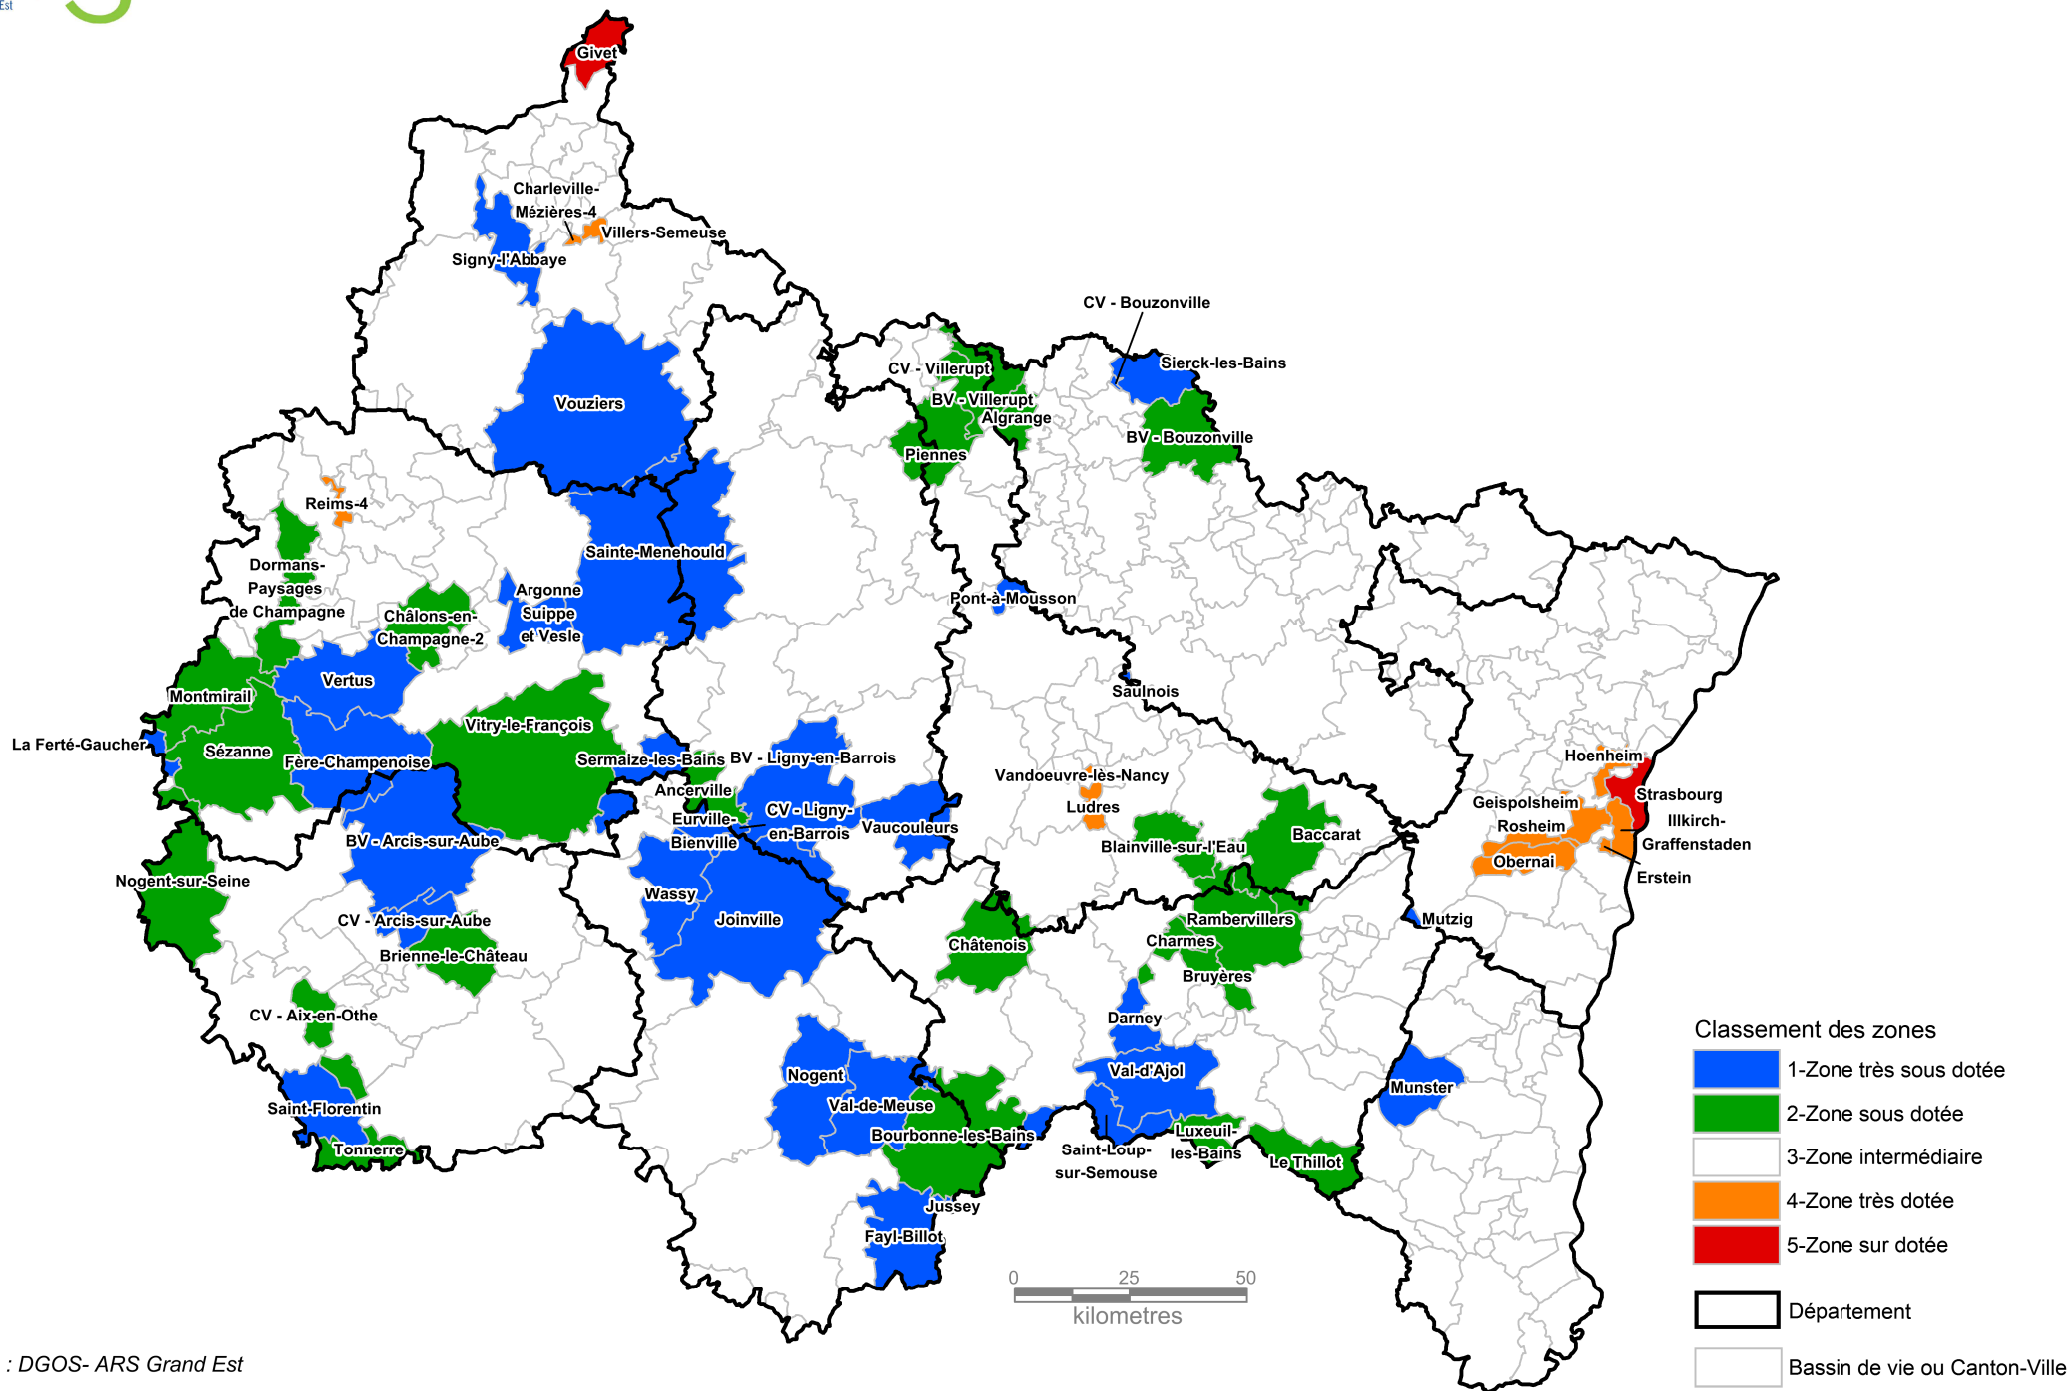 Est
Givet
Charleville-
Mézières-4
Villers-Semeuse
Signy-l'Abbaye
CV - Bouzonville
Sierck-les-Bains
CV - Villerupt
Vouziers
BV - Villerupt
Algrange
BV - Bouzonville
Piennes
Reims-4
Sainte-Menehould
Dormans-
Paysages
de Champagne
Argonne
Suippe
et Vesle
Pont-à-Mousson
Châlons-en-
Champagne-2
Vertus
Montmirail
Saulnois
Vitry-le-François
La Ferté-Gaucher
Sézanne
Fère-Champenoise
Sermaize-les-Bains
BV - Ligny-en-Barrois
Hoenheim
Vandoeuvre-lès-Nancy
Ancerville
Strasbourg
Geispolsheim
Ludres
CV - Ligny-
en-Barrois
Eurville-
Bienville
Vaucouleurs
Rosheim
Illkirch-
Graffenstaden
Baccarat
BV - Arcis-sur-Aube
Blainville-sur-l'Eau
Obernai
Erstein
Nogent-sur-Seine
Wassy
Joinville
CV - Arcis-sur-Aube
Rambervillers
Mutzig
Charmes
Châtenois
Brienne-le-Château
Bruyères
CV - Aix-en-Othe
Darney
Nogent
Val-d'Ajol
Munster
Val-de-Meuse
Saint-Florentin
Bourbonne-les-Bains
Luxeuil-
les-Bains
Tonnerre
Saint-Loup-
sur-Semouse
Le Thillot
Jussey
Fayl-Billot
Classement des zones
1-Zone très sous dotée
2-Zone sous dotée
3-Zone intermédiaire
4-Zone très dotée
5-Zone sur dotée
Département
Bassin de vie ou Canton-Ville
0 25 50
kilometres
: DGOS- ARS Grand Est